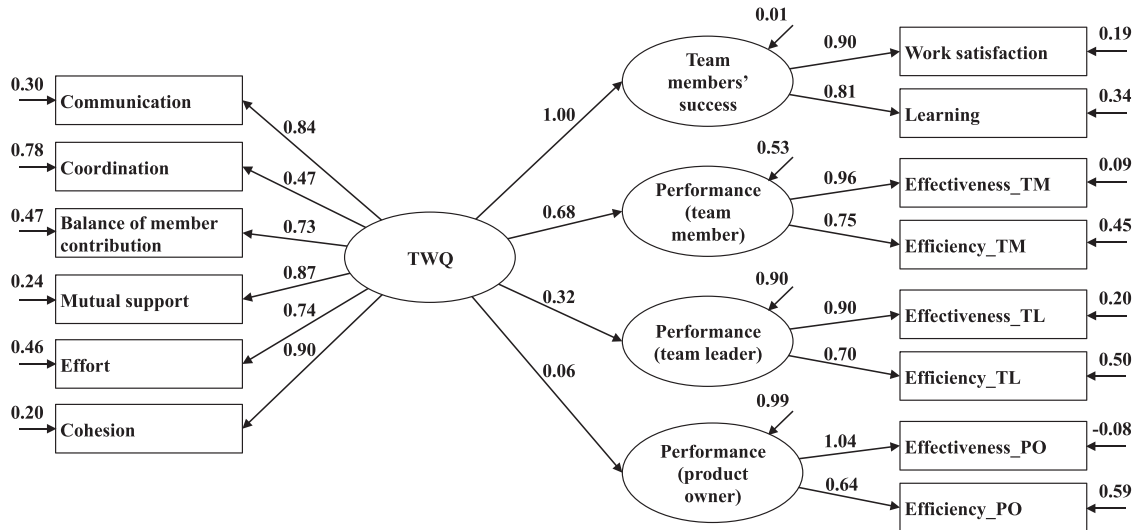 0.30
Communication
0.84
0.78
Coordination
0.47
0.47
Balance of member
contribution
0.73
0.24
Mutual support
0.87
0.46
Effort
0.74
0.20
Cohesion
0.90
TWQ
1.00
0.68
0.32
0.06
0.01
Team
members'
success
0.90
Work satisfaction
0.19
0.81
Learning
0.34
0.53
Performance
(team
member)
0.96
Effectiveness_TM
0.09
0.75
Efficiency_TM
0.45
0.90
Performance
(team leader)
0.90
Effectiveness_TL
0.20
0.70
Efficiency_TL
0.50
0.99
Performance
(product
owner)
1.04
Effectiveness_PO
-0.08
0.64
Efficiency_PO
0.59